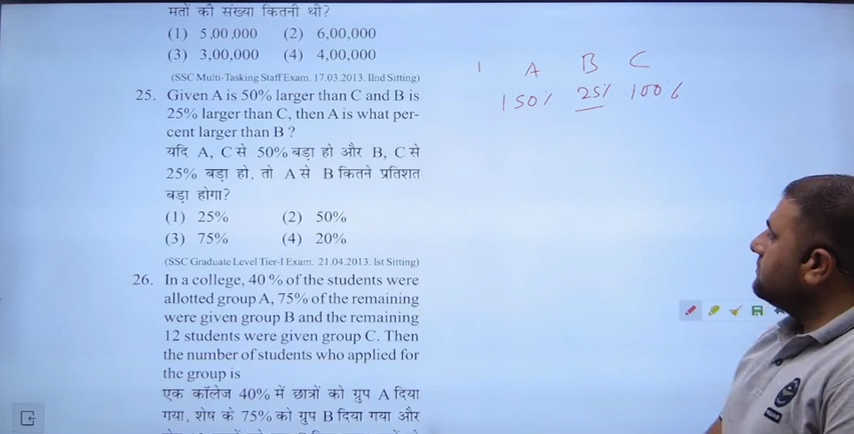 मतों की संख्या कितनी थी?
(1) 5,00,000 (2) 6,00,000
(3) 3,00,000 (4) 4,00,000
(SSC Multi-Tasking Staff Exam. 17.03.2013. IInd Sitting)
25. Given A is 50% larger than C and B is
25% larger than C, then A is what per-
cent larger than B ?
यदि A, C से 50% बड़ा हो और B, C से
25% बड़ा हो, तो A से B कितने प्रतिशत
बड़ा होगा?
(1) 25% (2) 50%
(3) 75% (4) 20%
(SSC Graduate Level Tier-I Exam. 21.04.2013. Ist Sitting)
26. In a college, 40 % of the students were
allotted group A, 75% of the remaining
were given group B and the remaining
12 students were given group C. Then
the number of students who applied for
the group is
एक कॉलेज 40% में छात्रों को ग्रुप A दिया
गया, शेष के 75% को ग्रुप B दिया गया और
A B C
150% 25% 100%